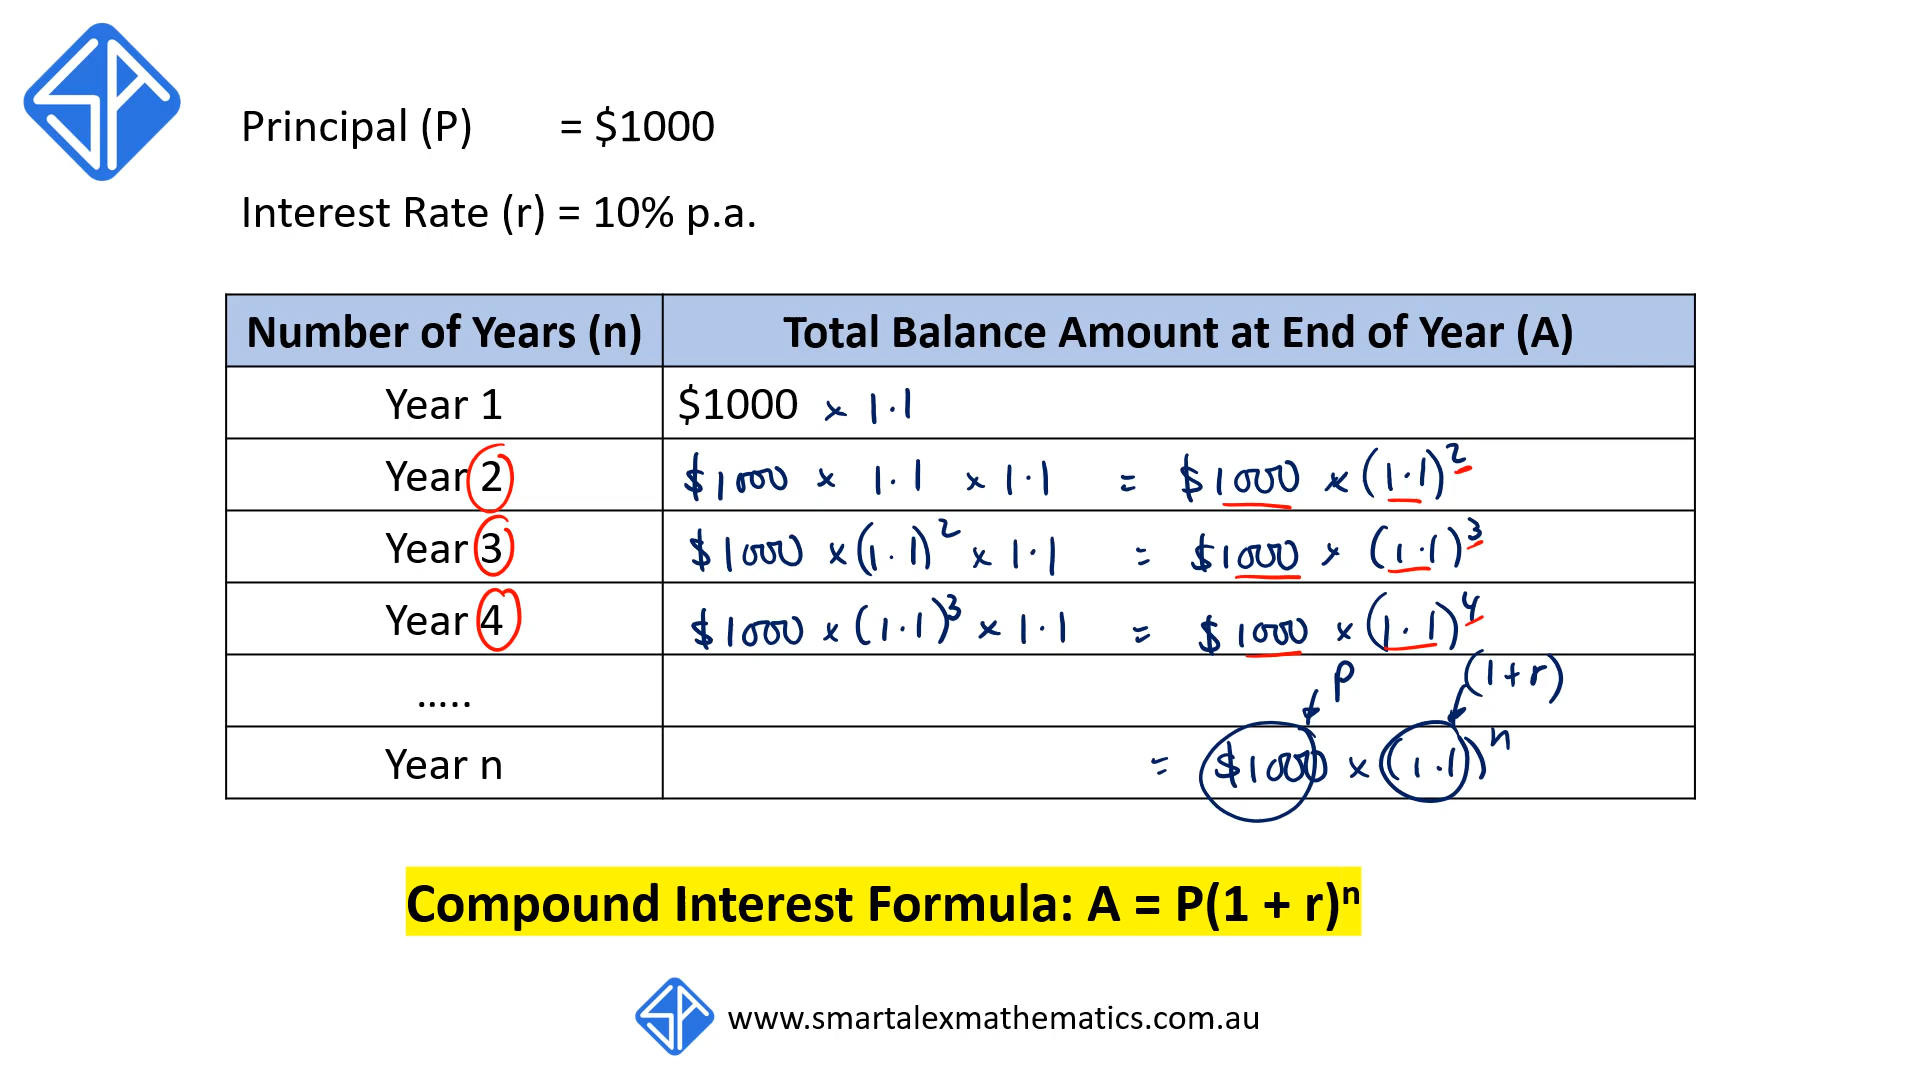 Principal (P) = $1000
Interest Rate (r) = 10% p.a.
Number of Years (n) Total Balance Amount at End of Year (A)
Year 1 $1000 × 1.1
Year 2 $1000 × 1.1 × 1.1 = $1000 × (1.1)²
Year 3 $1000 × (1.1)² × 1.1 = $1000 × (1.1)³
Year 4 $1000 × (1.1)³ × 1.1 = $1000 × (1.1)⁴
..... P (1+r)
Year n = $1000 × (1.1)ⁿ
Compound Interest Formula: A = P(1 + r)ⁿ
www.smartalexmathematics.com.au